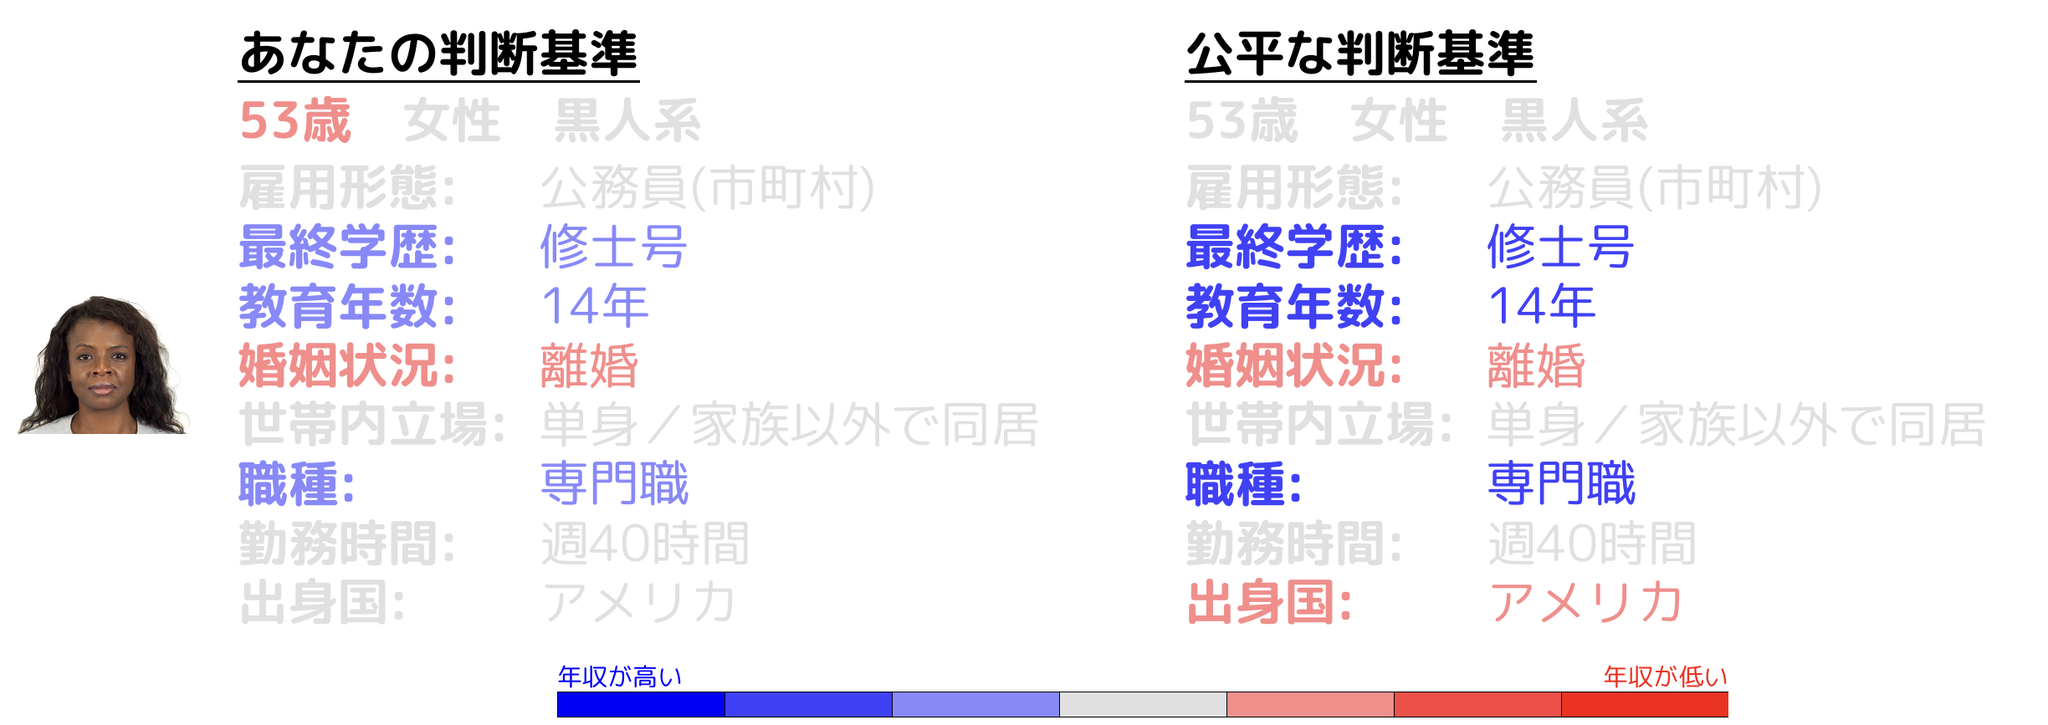 あなたの判断基準
53歳 女性 黒人系
雇用形態: 公務員(市町村)
最終学歴: 修士号
教育年数: 14年
婚姻状況: 離婚
世帯内立場: 単身／家族以外で同居
職種: 専門職
勤務時間: 週40時間
出身国: アメリカ
公平な判断基準
53歳 女性 黒人系
雇用形態: 公務員(市町村)
最終学歴: 修士号
教育年数: 14年
婚姻状況: 離婚
世帯内立場: 単身／家族以外で同居
職種: 専門職
勤務時間: 週40時間
出身国: アメリカ
年収が高い 年収が低い